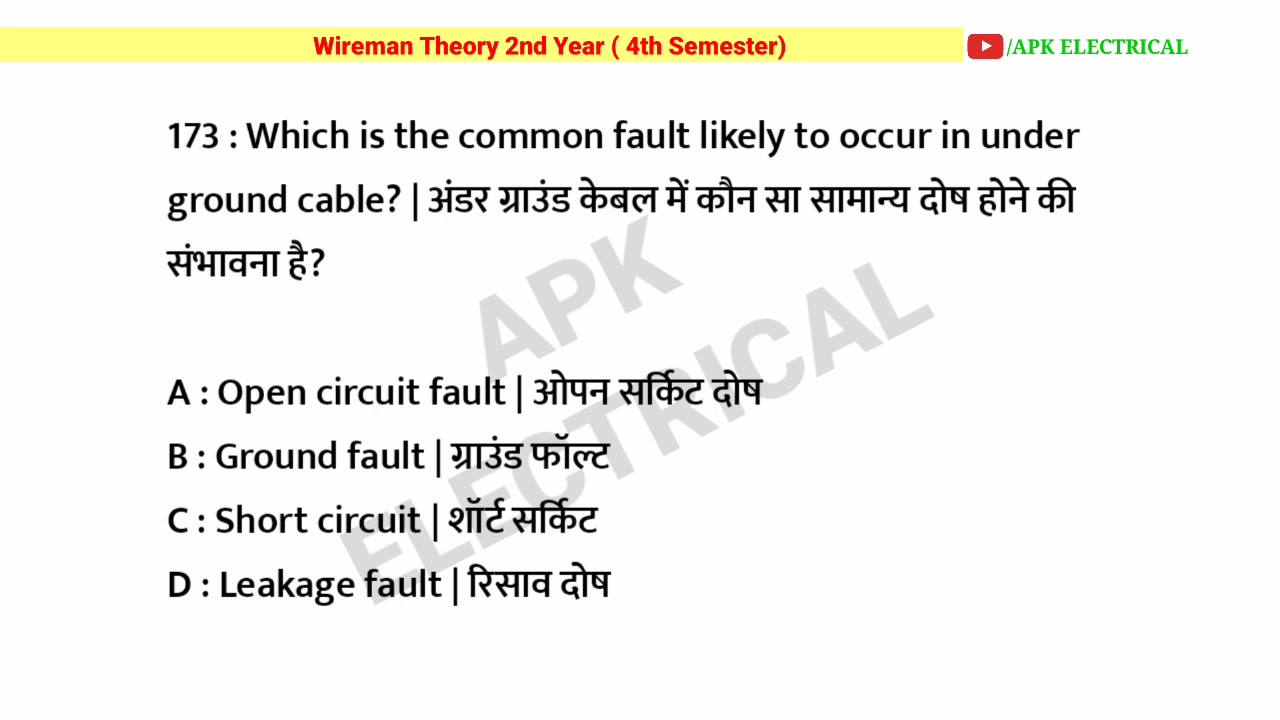 Wireman Theory 2nd Year ( 4th Semester)
/APK ELECTRICAL
173 : Which is the common fault likely to occur in under
ground cable? | अंडर ग्राउंड केबल में कौन सा सामान्य दोष होने की
संभावना है?
A : Open circuit fault | ओपन सर्किट दोष
B : Ground fault | ग्राउंड फॉल्ट
C : Short circuit | शॉर्ट सर्किट
D : Leakage fault | रिसाव दोष
APK
ELECTRICAL